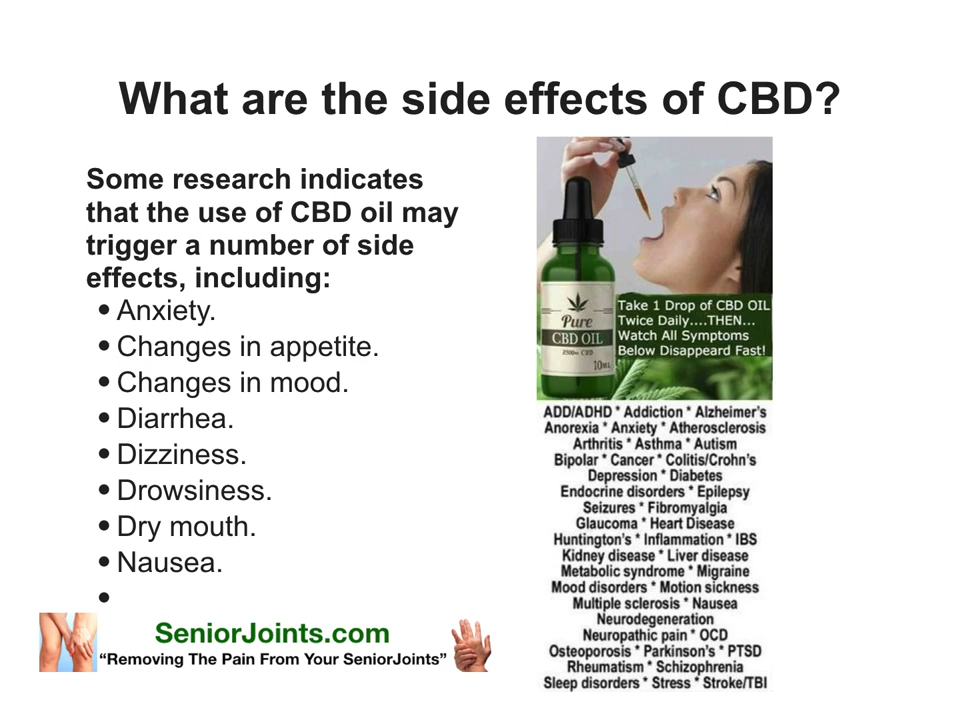 What are the side effects of CBD?
Some research indicates
that the use of CBD oil may
trigger a number of side
effects, including:
• Anxiety.
• Changes in appetite.
• Changes in mood.
• Diarrhea.
• Dizziness.
• Drowsiness.
• Dry mouth.
• Nausea.
•
SeniorJoints.com
“Removing The Pain From Your SeniorJoints”
Pure
CBD OIL
2500M CBD
10ML
Take 1 Drop of CBD OIL
Twice Daily....THEN...
Watch All Symptoms
Below Disappeard Fast!
ADD/ADHD * Addiction * Alzheimer's
Anorexia * Anxiety * Atherosclerosis
Arthritis * Asthma * Autism
Bipolar * Cancer * Colitis/Crohn's
Depression * Diabetes
Endocrine disorders * Epilepsy
Seizures * Fibromyalgia
Glaucoma * Heart Disease
Huntington's * Inflammation * IBS
Kidney disease * Liver disease
Metabolic syndrome * Migraine
Mood disorders * Motion sickness
Multiple sclerosis * Nausea
Neurodegeneration
Neuropathic pain * OCD
Osteoporosis * Parkinson's * PTSD
Rheumatism * Schizophrenia
Sleep disorders * Stress * Stroke/TBI